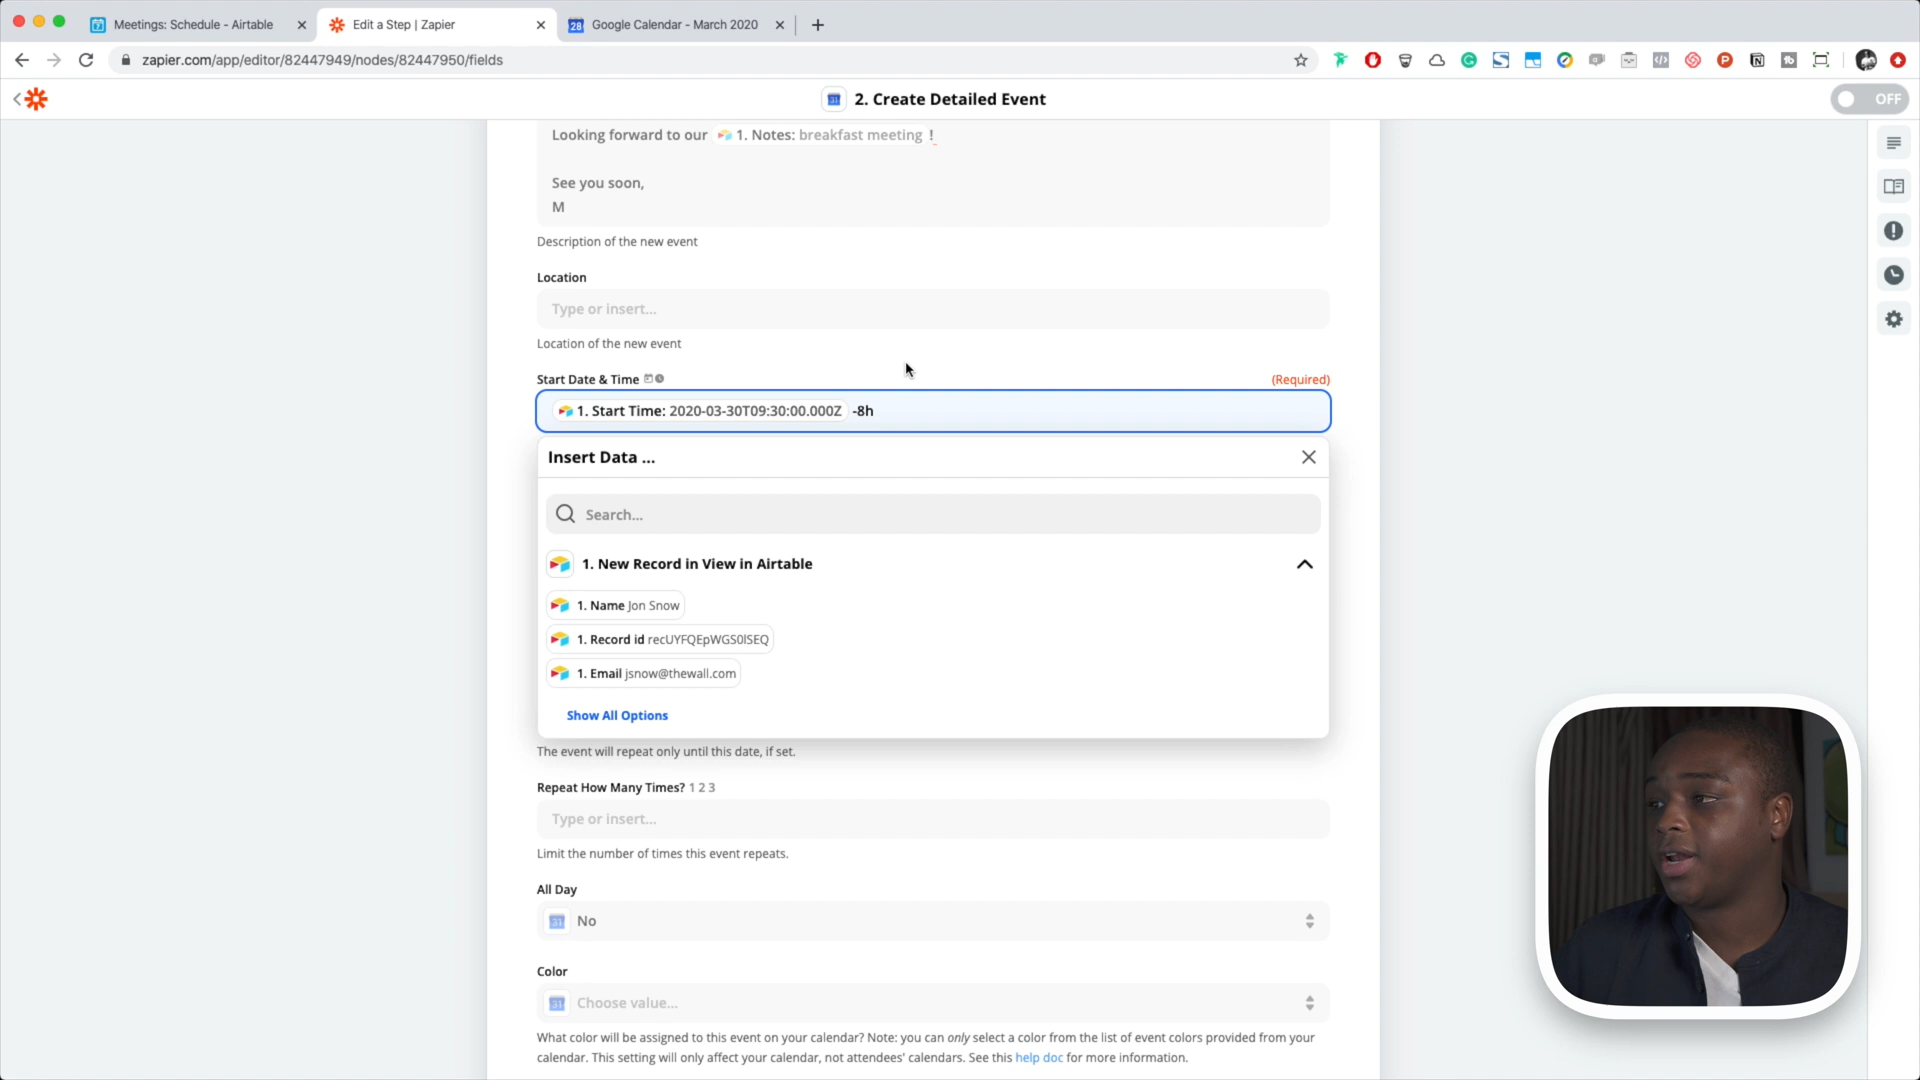 Meetings: Schedule - Airtable
Edit a Step | Zapier
Google Calendar - March 2020
zapier.com/app/editor/82447949/nodes/82447950/fields
2. Create Detailed Event
OFF
Looking forward to our 1. Notes: breakfast meeting !
See you soon,
M
Description of the new event
Location
Type or insert...
Location of the new event
Start Date & Time
(Required)
1. Start Time: 2020-03-30T09:30:00.000Z -8h
Insert Data ...
Search...
1. New Record in View in Airtable
1. Name Jon Snow
1. Record id recUYFQEpWGS0lSEQ
1. Email jsnow@thewall.com
Show All Options
The event will repeat only until this date, if set.
Repeat How Many Times? 1 2 3
Type or insert...
Limit the number of times this event repeats.
All Day
31 No
Color
31 Choose value...
What color will be assigned to this event on your calendar? Note: you can only select a color from the list of event colors provided from your
calendar. This setting will only affect your calendar, not attendees' calendars. See this help doc for more information.